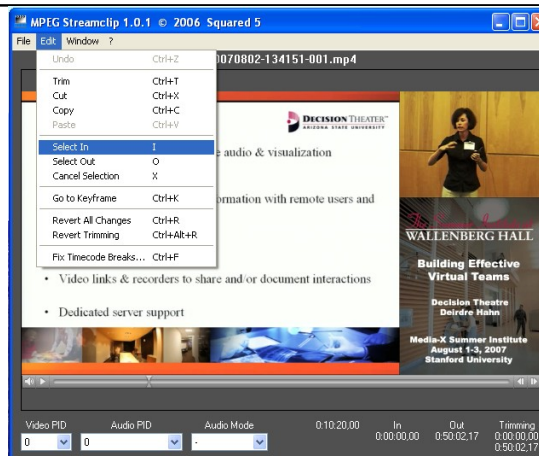 MPEG Streamclip 1.0.1 © 2006 Squared 5
File Edit Window ?
0070802-134151-001.mp4
Undo Ctrl+Z
Trim Ctrl+T
Cut Ctrl+X
Copy Ctrl+C
Paste Ctrl+V
Select In I
Select Out O
Cancel Selection X
Go to Keyframe Ctrl+K
Revert All Changes Ctrl+R
Revert Trimming Ctrl+Alt+R
Fix Timecode Breaks... Ctrl+F
DECISION THEATER™
ARIZONA STATE UNIVERSITY
audio & visualization
ormation with remote users and
• Video links & recorders to share and/or document interactions
• Dedicated server support
WALLENBERG HALL
Building Effective
Virtual Teams
Decision Theatre
Deirdre Hahn
Media-X Summer Institute
August 1-3, 2007
Stanford University
Video PID Audio PID Audio Mode 0:10:20,00 In Out Trimming
0 0 - 0:00:00,00 0:50:02,17 0:00:00,00
0:50:02,17